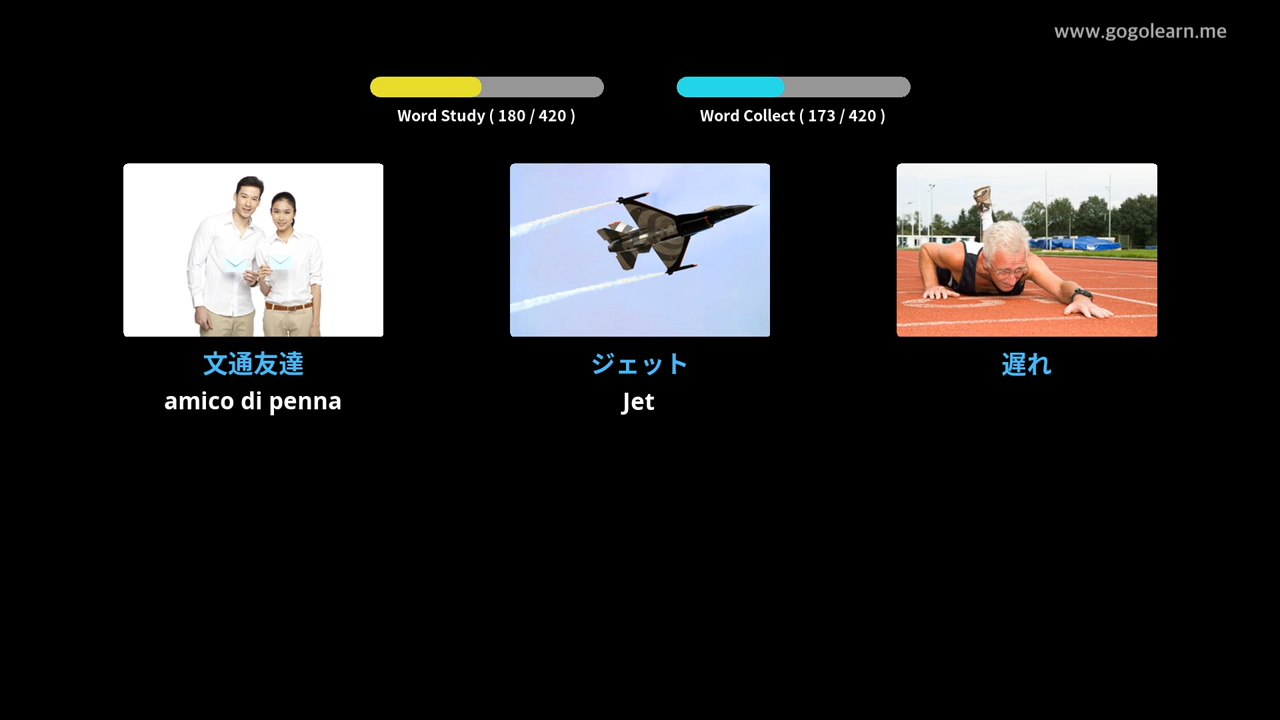 www.gogolearn.me
Word Study ( 180 / 420 )
Word Collect ( 173 / 420 )
文通友達
ジェット
遅れ
amico di penna
Jet